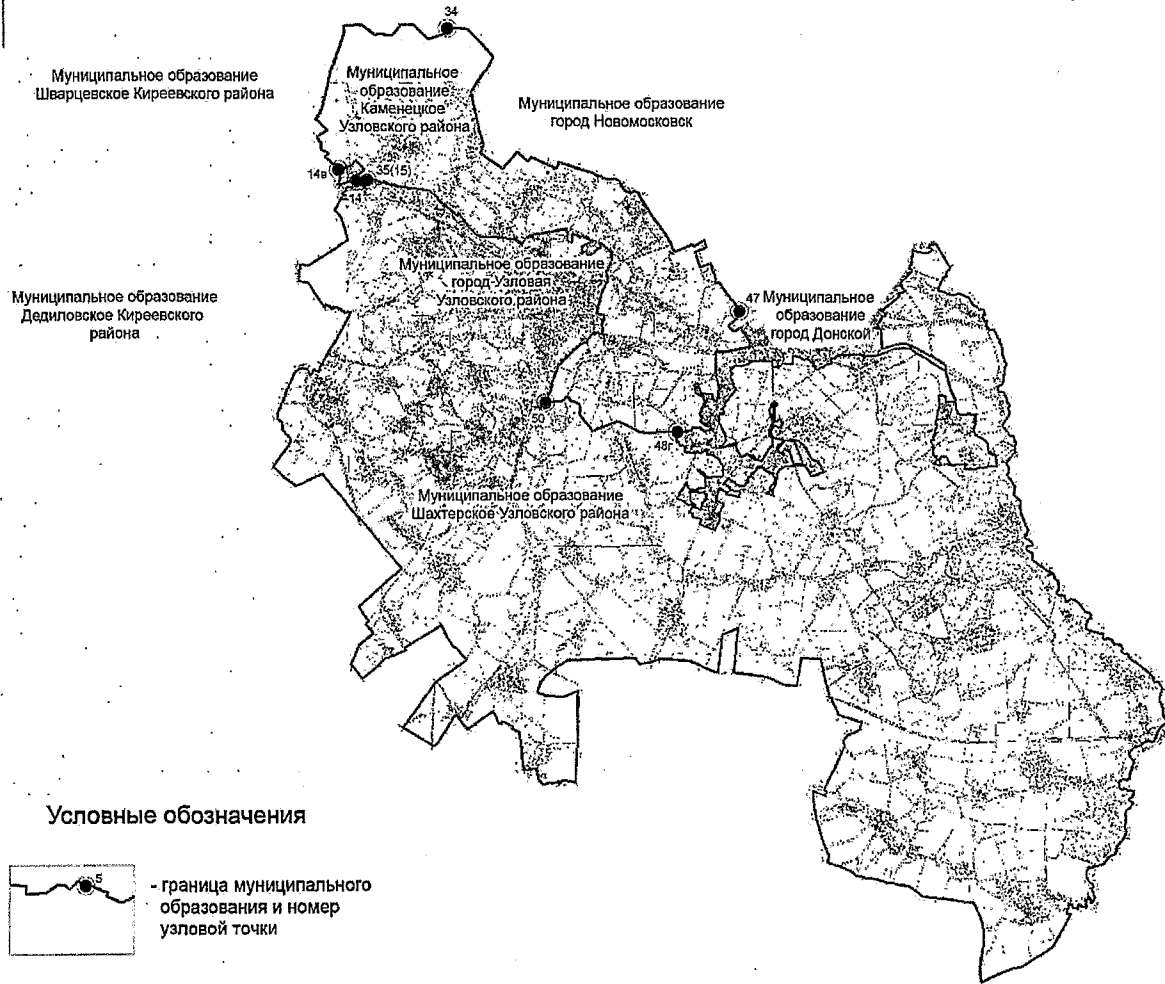 34
Муниципальное образование
Шварцевское Киреевского района
Муниципальное
образование
Каменецкое
Узловского района
Муниципальное образование
город Новомосковск
14в
35(15)
Муниципальное образование
город Узловая
Узловского района
Муниципальное образование
Дедиловское Киреевского
района
47 Муниципальное
образование
город Донской
48г
Муниципальное образование
Шахтерское Узловского района
Условные обозначения
5
- граница муниципального
образования и номер
узловой точки